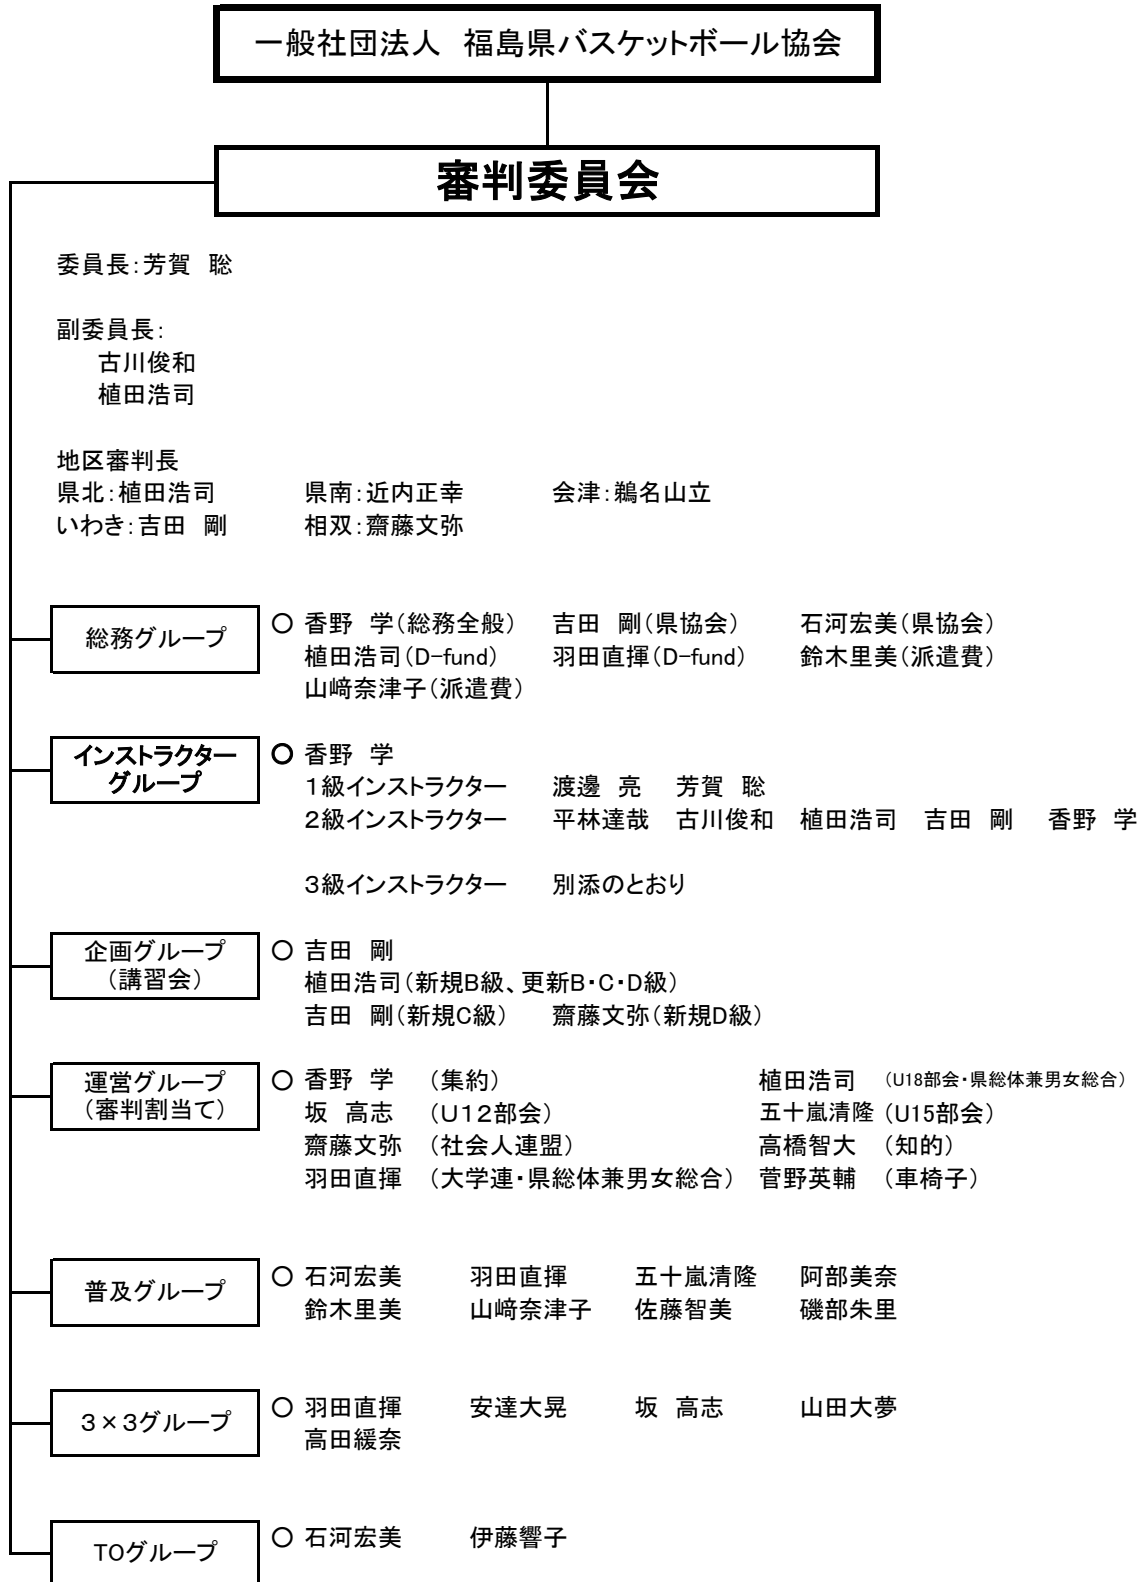 一般社団法人　福島県バスケットボール協会
審判委員会
委員長：芳賀　聡
副委員長：
古川俊和
植田浩司
地区審判長
県北：植田浩司　県南：近内正幸　会津：鵜名山立
いわき：吉田　剛　相双：齋藤文弥
総務グループ　○ 香野　学（総務全般）　吉田　剛（県協会）　石河宏美（県協会）
植田浩司（D-fund）　羽田直揮（D-fund）　鈴木里美（派遣費）
山﨑奈津子（派遣費）
インストラクター
グループ
○ 香野　学
１級インストラクター　渡邊　亮　芳賀　聡
２級インストラクター　平林達哉　古川俊和　植田浩司　吉田　剛　香野　学
３級インストラクター　別添のとおり
企画グループ
（講習会）
○ 吉田　剛
植田浩司（新規B級、更新B・C・D級）
吉田　剛（新規C級）　齋藤文弥（新規D級）
運営グループ
（審判割当て）
○ 香野　学　（集約）　植田浩司　（U18部会・県総体兼男女総合）
坂　高志　（Ｕ１２部会）　五十嵐清隆（U15部会）
齋藤文弥　（社会人連盟）　高橋智大　（知的）
羽田直揮　（大学連・県総体兼男女総合）　菅野英輔　（車椅子）
普及グループ　○ 石河宏美　羽田直揮　五十嵐清隆　阿部美奈
鈴木里美　山﨑奈津子　佐藤智美　磯部朱里
３×３グループ　○ 羽田直揮　安達大晃　坂　高志　山田大夢
高田緩奈
TOグループ　○ 石河宏美　伊藤響子